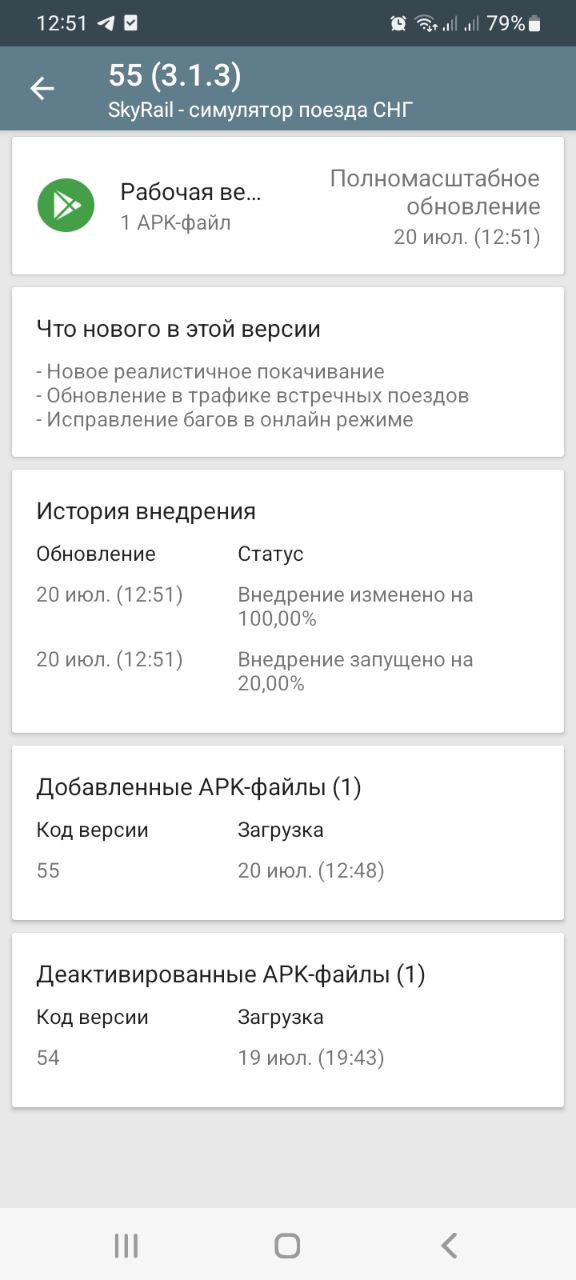 12:51
79%
55 (3.1.3)
SkyRail - симулятор поезда СНГ
Рабочая ве...
1 APK-файл
Полномасштабное
обновление
20 июл. (12:51)
Что нового в этой версии
- Новое реалистичное покачивание
- Обновление в трафике встречных поездов
- Исправление багов в онлайн режиме
История внедрения
Обновление Статус
20 июл. (12:51) Внедрение изменено на
100,00%
20 июл. (12:51) Внедрение запущено на
20,00%
Добавленные APK-файлы (1)
Код версии Загрузка
55 20 июл. (12:48)
Деактивированные APK-файлы (1)
Код версии Загрузка
54 19 июл. (19:43)